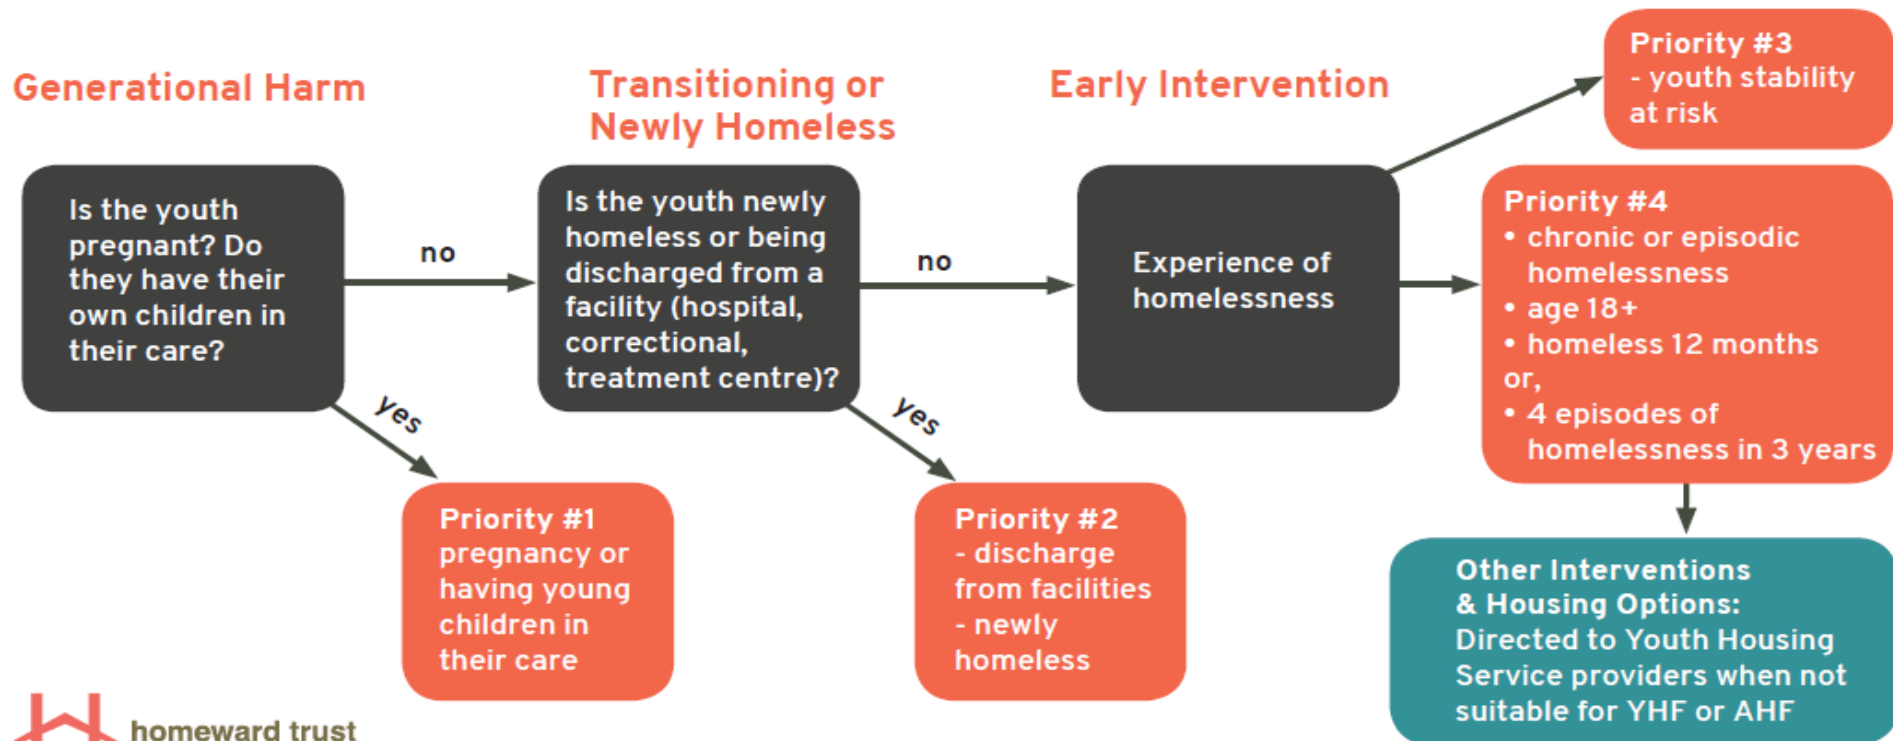 Generational Harm
Is the youth
pregnant? Do
they have their
own children in
their care?
no
yes
Priority #1
pregnancy or
having young
children in
their care
Transitioning or
Newly Homeless
Is the youth newly
homeless or being
discharged from a
facility (hospital,
correctional,
treatment centre)?
no
yes
Priority #2
- discharge
from facilities
- newly
homeless
Early Intervention
Experience of
homelessness
Priority #3
- youth stability
at risk
Priority #4
• chronic or episodic
homelessness
• age 18+
• homeless 12 months
or,
• 4 episodes of
homelessness in 3 years
Other Interventions
& Housing Options:
Directed to Youth Housing
Service providers when not
suitable for YHF or AHF
homeward trust